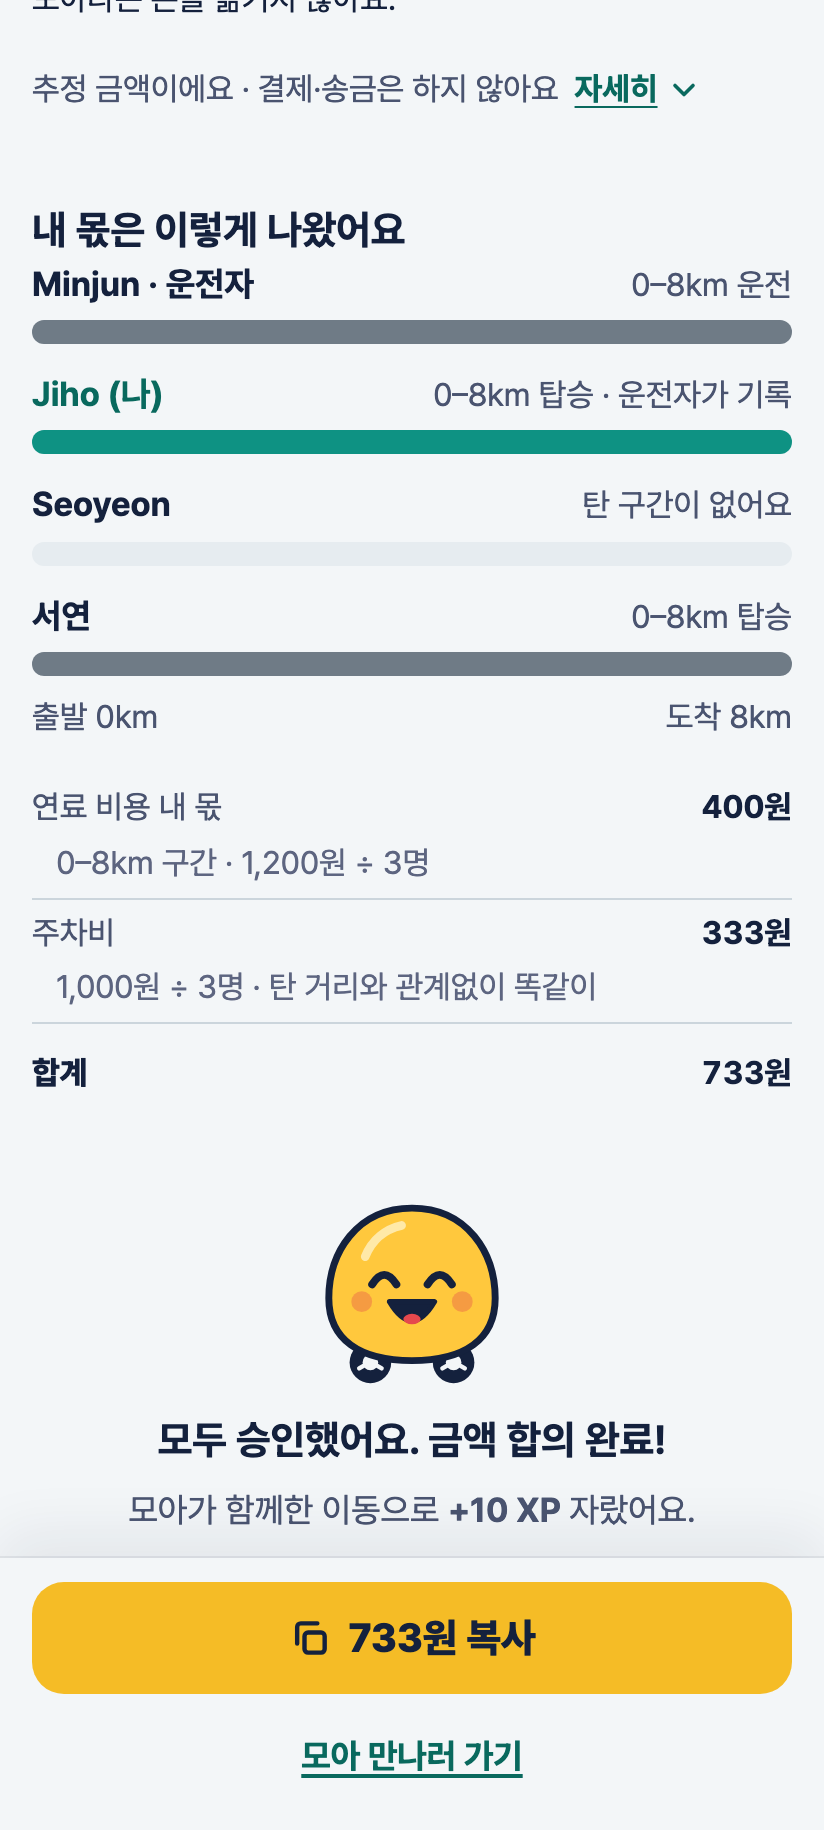 추정 금액이에요 · 결제·송금은 하지 않아요 자세히
내 몫은 이렇게 나왔어요
Minjun · 운전자 0–8km 운전
Jiho (나) 0–8km 탑승 · 운전자가 기록
Seoyeon 탄 구간이 없어요
서연 0–8km 탑승
출발 0km 도착 8km
연료 비용 내 몫 400원
0–8km 구간 · 1,200원 ÷ 3명
주차비 333원
1,000원 ÷ 3명 · 탄 거리와 관계없이 똑같이
합계 733원
모두 승인했어요. 금액 합의 완료!
모아가 함께한 이동으로 +10 XP 자랐어요.
733원 복사
모아 만나러 가기